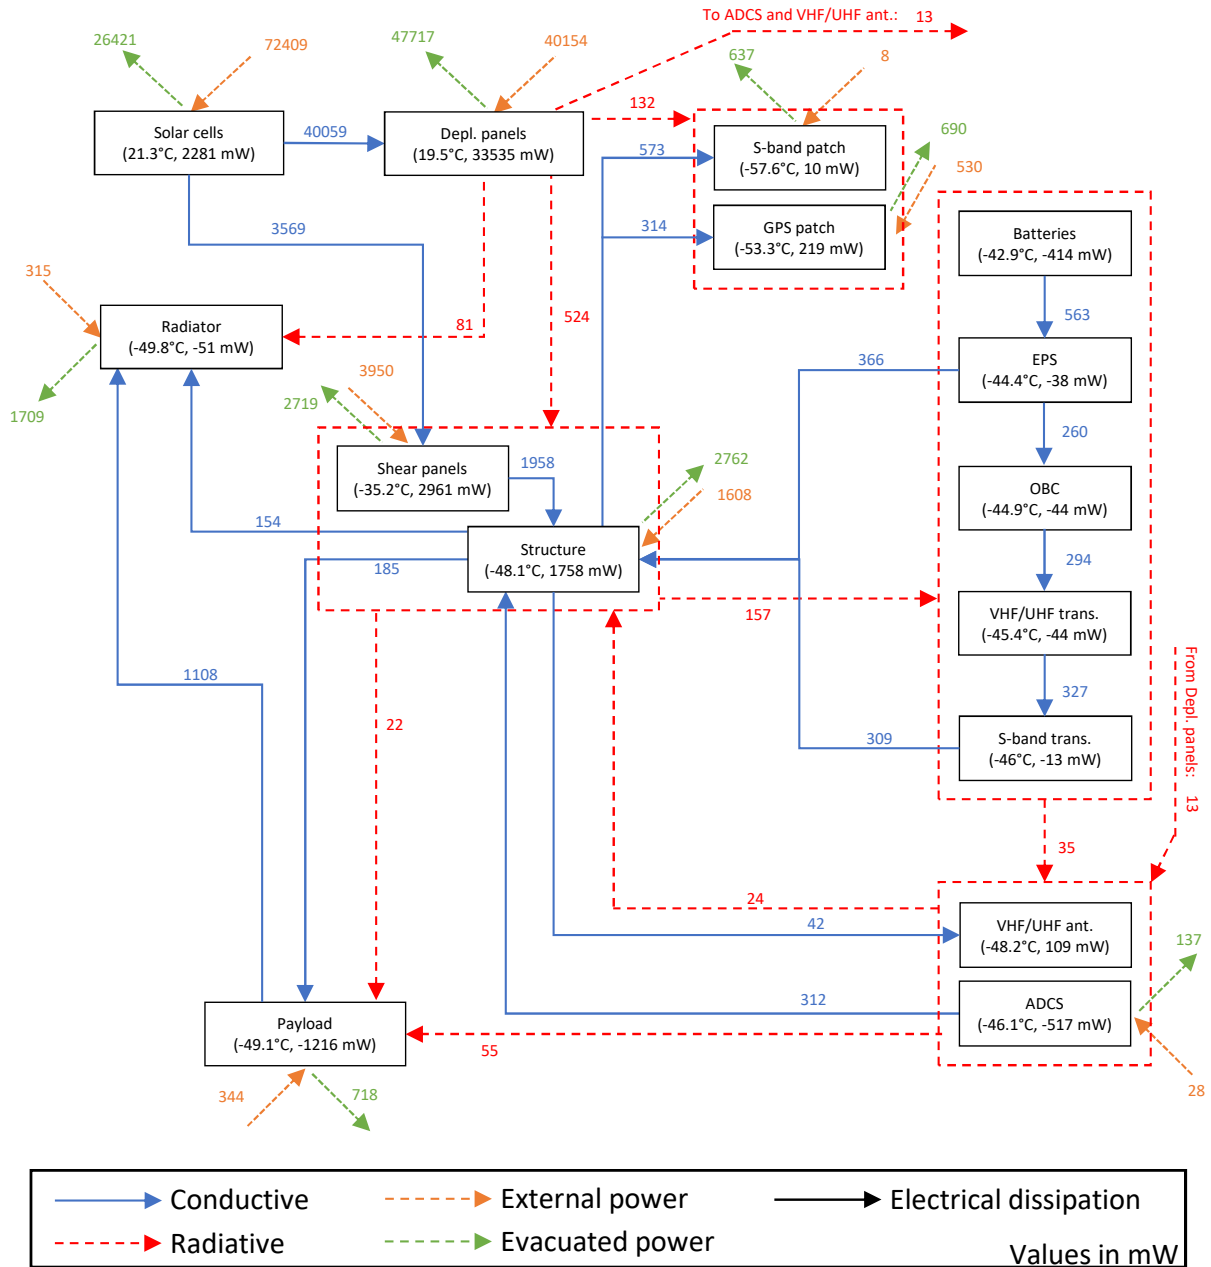 To ADCS and VHF/UHF ant.: 13
26421
72409
47717
40154
637
8
Solar cells
(21.3°C, 2281 mW)
40059
Depl. panels
(19.5°C, 33535 mW)
132
S-band patch
(-57.6°C, 10 mW)
573
690
530
GPS patch
(-53.3°C, 219 mW)
314
3569
Batteries
(-42.9°C, -414 mW)
563
315
Radiator
(-49.8°C, -51 mW)
81
524
1709
EPS
(-44.4°C, -38 mW)
366
260
3950
2719
Shear panels
(-35.2°C, 2961 mW)
1958
2762
1608
OBC
(-44.9°C, -44 mW)
294
154
Structure
(-48.1°C, 1758 mW)
185
157
VHF/UHF trans.
(-45.4°C, -44 mW)
327
1108
22
309
S-band trans.
(-46°C, -13 mW)
From Depl. panels: 13
35
24
42
VHF/UHF ant.
(-48.2°C, 109 mW)
137
312
ADCS
(-46.1°C, -517 mW)
Payload
(-49.1°C, -1216 mW)
55
344
718
28
Conductive
External power
Electrical dissipation
Radiative
Evacuated power
Values in mW